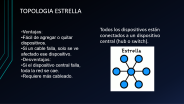 TOPOLOGIA ESTRELLA
•Ventajas:
•Fácil de agregar o quitar
dispositivos.
•Si un cable falla, solo se ve
afectado ese dispositivo.
•Desventajas:
•Si el dispositivo central falla,
toda la red se cae.
•Requiere más cableado.
Todos los dispositivos están
conectados a un dispositivo
central (hub o switch).
Estrella